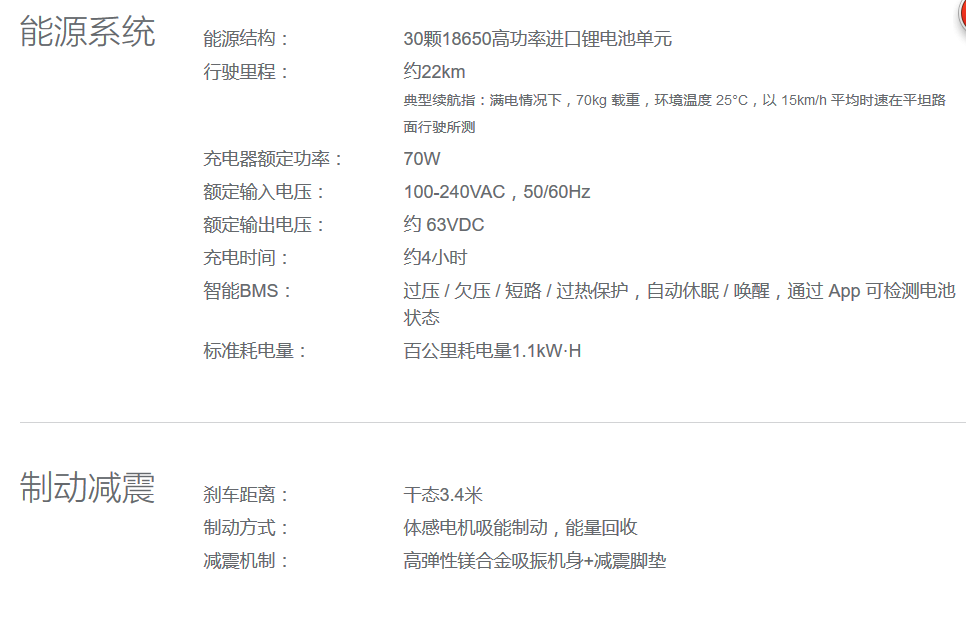 能源系统
能源结构： 30颗18650高功率进口锂电池单元
行驶里程： 约22km
典型续航指：满电情况下，70kg 载重，环境温度 25°C，以 15km/h 平均时速在平坦路
面行驶所测
充电器额定功率： 70W
额定输入电压： 100-240VAC，50/60Hz
额定输出电压： 约 63VDC
充电时间： 约4小时
智能BMS： 过压 / 欠压 / 短路 / 过热保护，自动休眠 / 唤醒，通过 App 可检测电池
状态
标准耗电量： 百公里耗电量1.1kW·H
制动减震
刹车距离： 干态3.4米
制动方式： 体感电机吸能制动，能量回收
减震机制： 高弹性镁合金吸振机身+减震脚垫